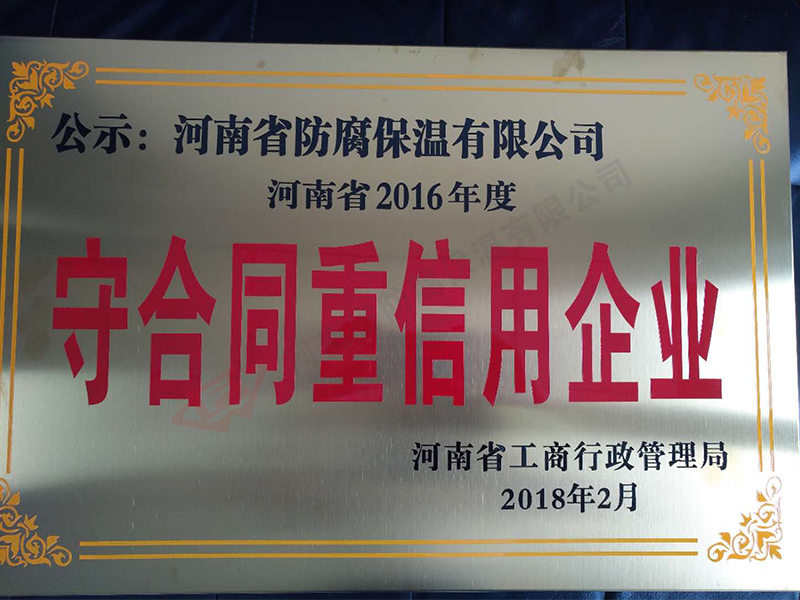 公示：河南省防腐保温有限公司
河南省2016年度
守合同重信用企业
河南省工商行政管理局
2018年2月